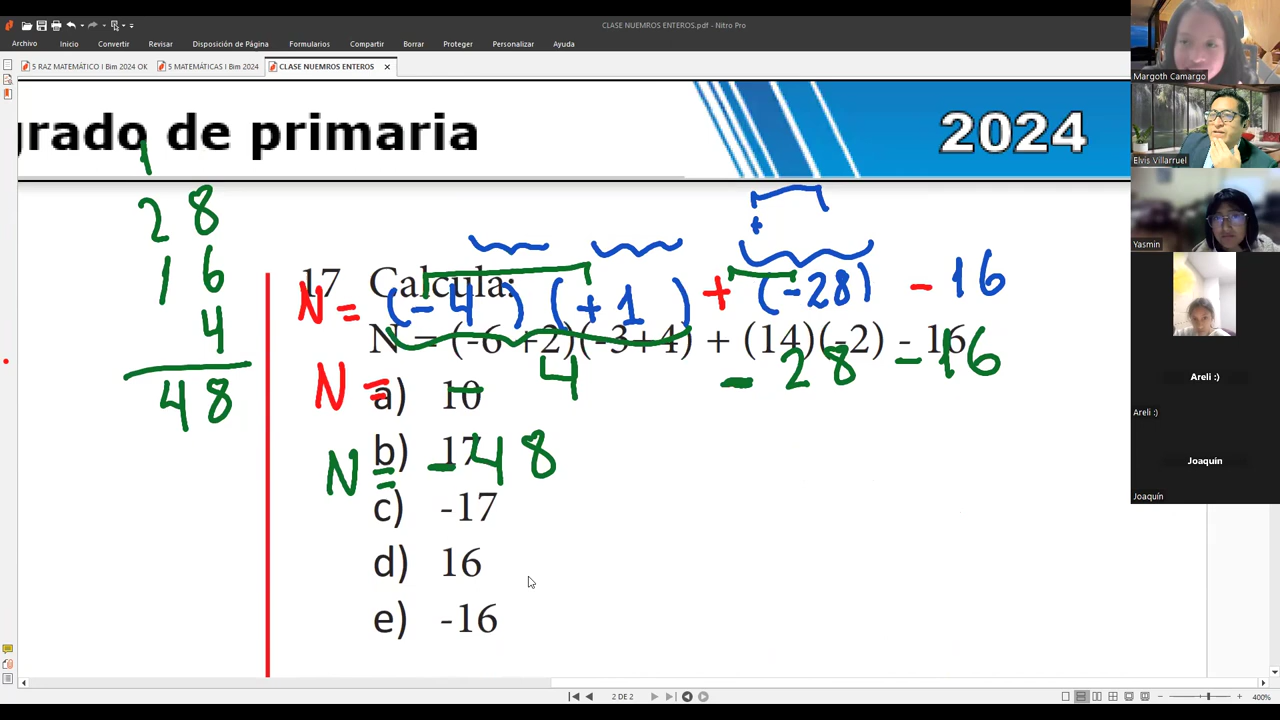 CLASE NUEMROS ENTEROS.pdf - Nitro Pro
Archivo Inicio Convertir Revisar Disposición de Página Formularios Compartir Borrar Proteger Personalizar Ayuda
5 RAZ MATEMÁTICO I Bim 2024 OK 5 MATEMÁTICAS I Bim 2024 CLASE NUEMROS ENTEROS
grado de primaria 2024
1
28
16
4
48
17 Calcula:
N = (-4) (+1) + (-28) - 16
N = (-6 +2)(-3+4) + (14)(-2) - 16
N = - 4 - 28 - 16
a) 10
N = - 48
b) 17
c) -17
d) 16
e) -16
Margoth Camargo
Elvis Villarruel
Yasmin
Areli :)
Areli :)
Joaquin
Joaquín
2 DE 2
400%